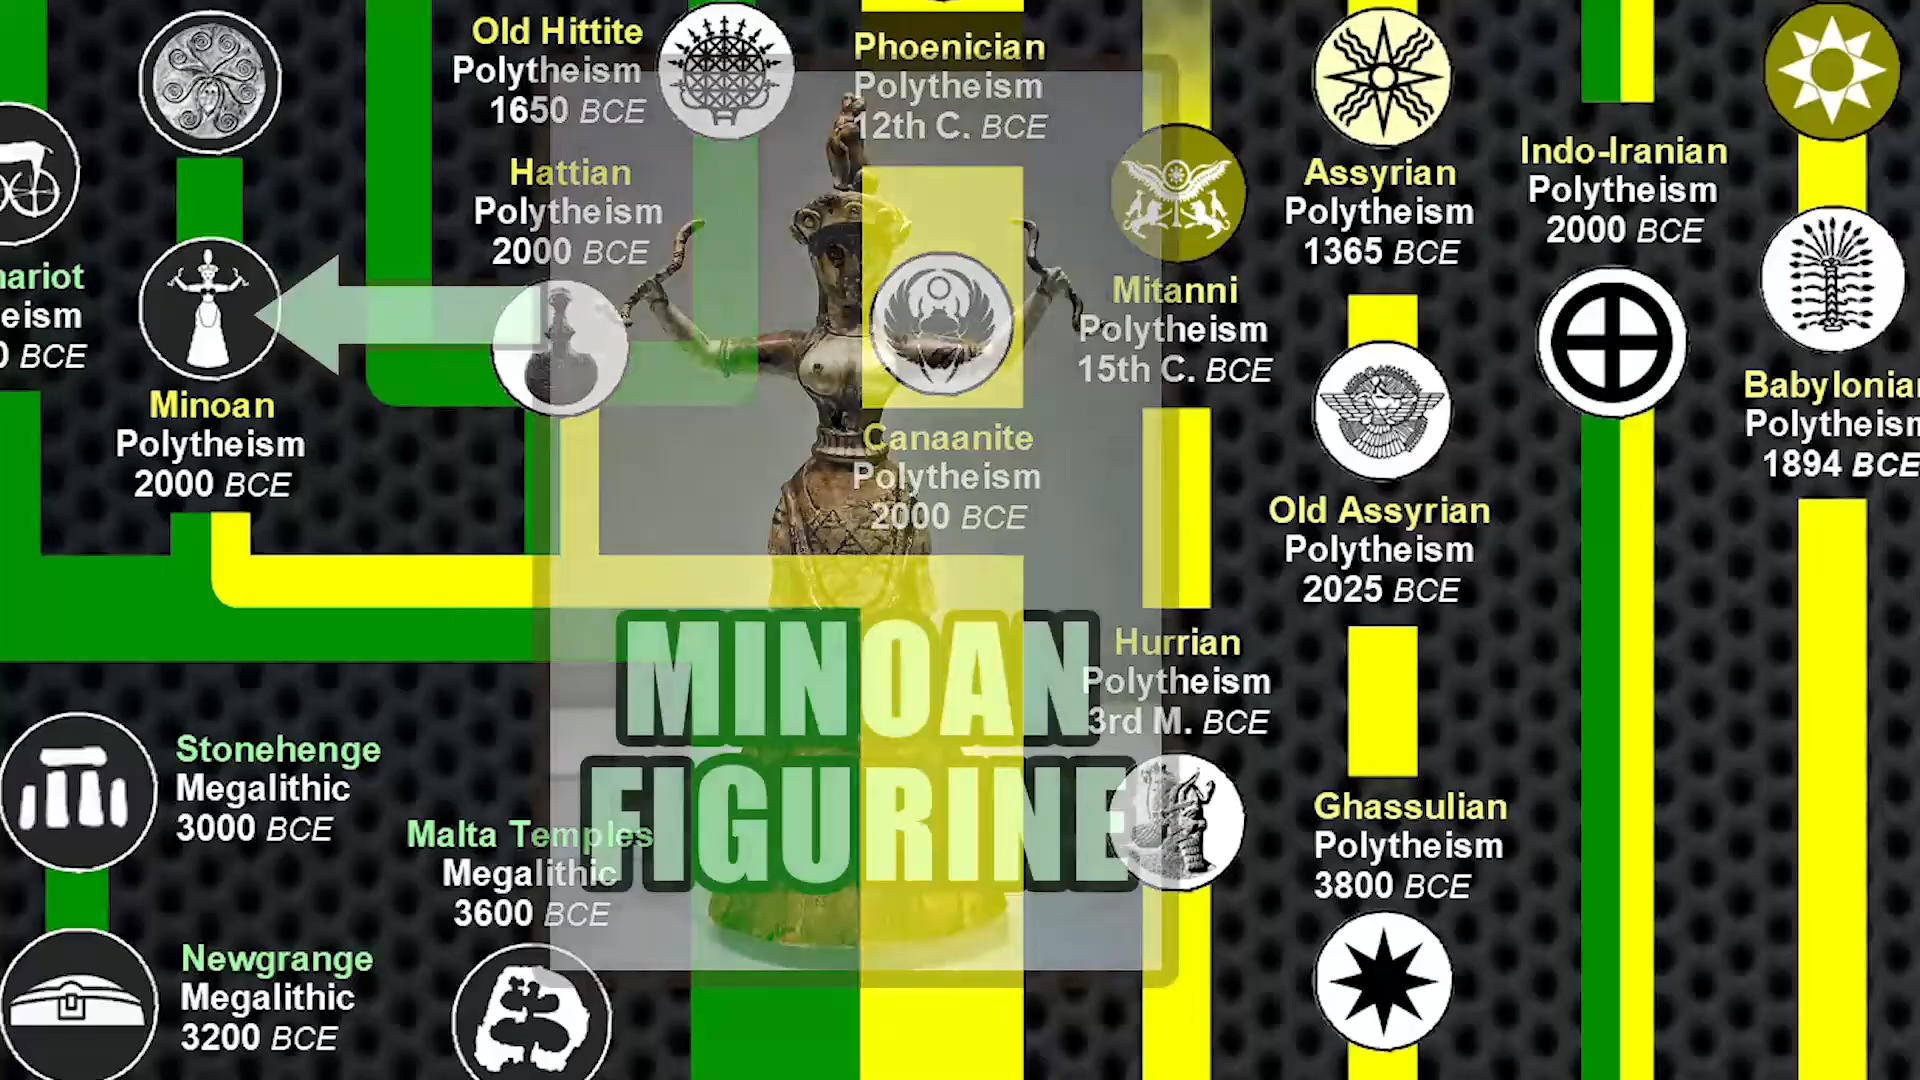 Old Hittite
Polytheism
1650 BCE
Phoenician
Polytheism
12th C. BCE
Hattian
Polytheism
2000 BCE
Assyrian
Polytheism
1365 BCE
Indo-Iranian
Polytheism
2000 BCE
Mitanni
Polytheism
15th C. BCE
hariot
eism
0 BCE
Minoan
Polytheism
2000 BCE
Canaanite
Polytheism
2000 BCE
Babylonian
Polytheism
1894 BCE
Old Assyrian
Polytheism
2025 BCE
MINOAN
FIGURINE
Hurrian
Polytheism
3rd M. BCE
Stonehenge
Megalithic
3000 BCE
Malta Temples
Megalithic
3600 BCE
Ghassulian
Polytheism
3800 BCE
Newgrange
Megalithic
3200 BCE